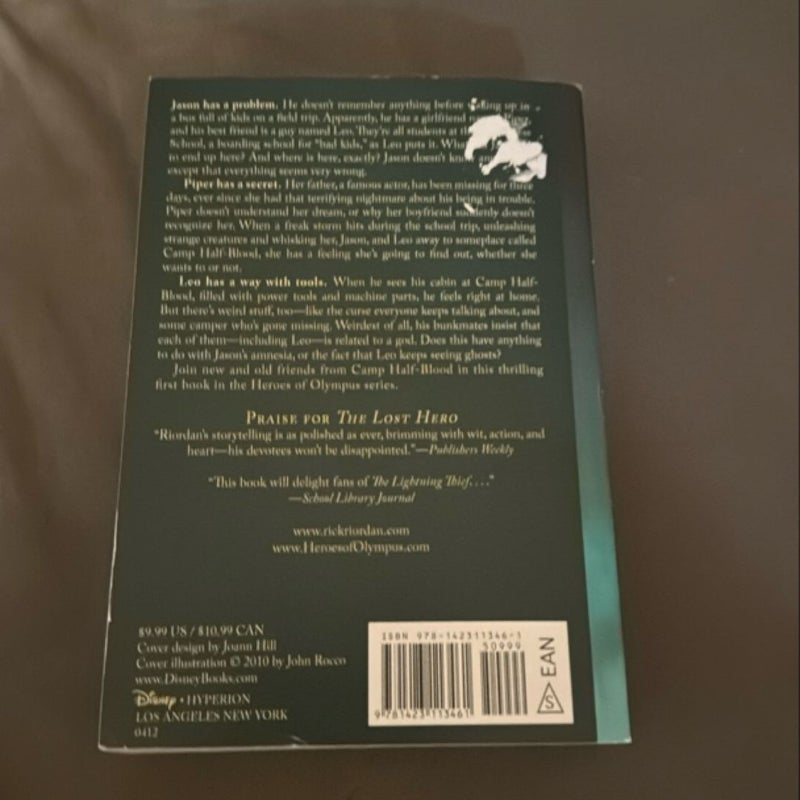 Jason has a problem. He doesn't remember anything before waking up in
a bus full of kids on a field trip. Apparently, he has a girlfriend
and his best friend is a guy named Leo. They're all students at
School, a boarding school for "bad kids," as Leo puts it.
to end up here? And where is here, exactly? Jason doesn't know
except that everything seems very wrong.
Piper has a secret. Her father, a famous actor, has been missing for three
days, ever since she had that terrifying nightmare about his being in trouble.
Piper doesn't understand her dream, or why her boyfriend suddenly doesn't
recognize her. When a freak storm hits during the school trip, unleashing
strange creatures and whisking her, Jason, and Leo away to someplace called
Camp Half-Blood, she has a feeling she's going to find out, whether she
wants to or not.
Leo has a way with tools. When he sees his cabin at Camp Half-
Blood, filled with power tools and machine parts, he feels right at home.
But there's weird stuff, too—like the curse everyone keeps talking about, and
some camper who's gone missing. Weirdest of all, his bunkmates insist that
each of them—including Leo—is related to a god. Does this have anything
to do with Jason's amnesia, or the fact that Leo keeps seeing ghosts?
Join new and old friends from Camp Half-Blood in this thrilling
first book in the Heroes of Olympus series.
PRAISE FOR THE LOST HERO
"Riordan's storytelling is as polished as ever, brimming with wit, action, and
heart—his devotees won't be disappointed."—Publishers Weekly
"This book will delight fans of The Lightning Thief. . . ."
—School Library Journal
www.rickriordan.com
www.HeroesofOlympus.com
$9.99 US / $10.99 CAN
Cover design by Joann Hill
Cover illustration © 2010 by John Rocco
www.DisneyBooks.com
Disney • HYPERION
LOS ANGELES NEW YORK
0412
ISBN 978-142311346-1
50999
9 781423 113461
S EAN